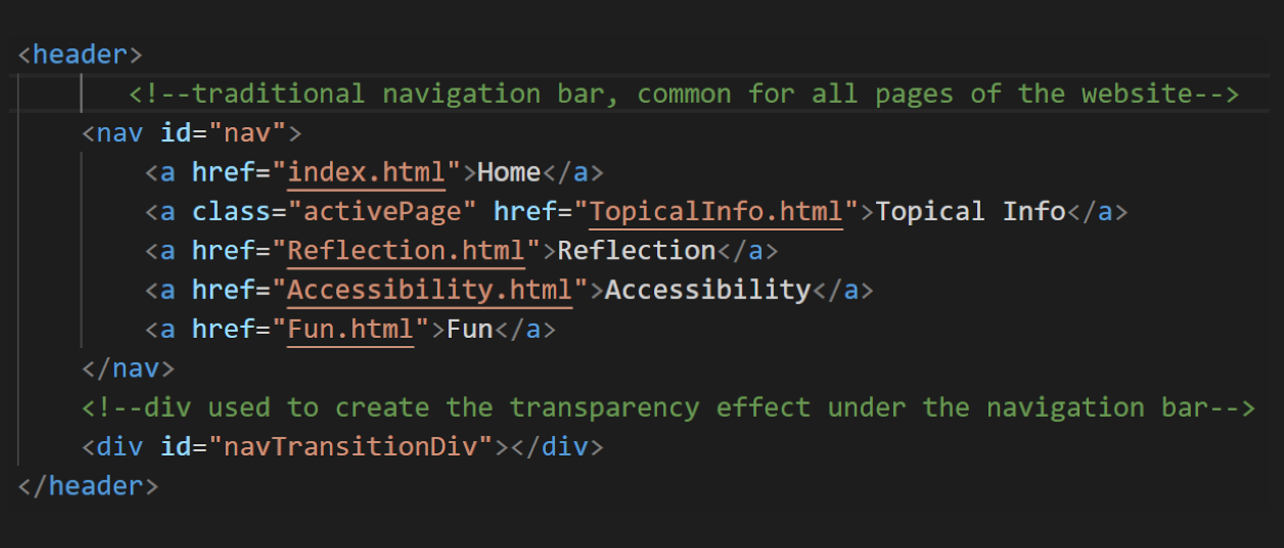 <header>
<!--traditional navigation bar, common for all pages of the website-->
<nav id="nav">
<a href="index.html">Home</a>
<a class="activePage" href="TopicalInfo.html">Topical Info</a>
<a href="Reflection.html">Reflection</a>
<a href="Accessibility.html">Accessibility</a>
<a href="Fun.html">Fun</a>
</nav>
<!--div used to create the transparency effect under the navigation bar-->
<div id="navTransitionDiv"></div>
</header>